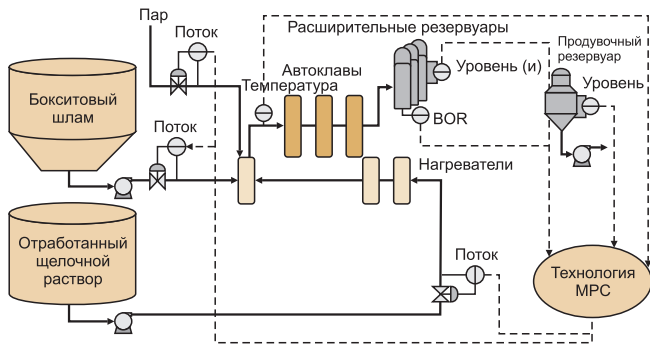 Пар
Поток
Расширительные резервуары
Продувочный
резервуар
Автоклавы
Температура
Уровень (и)
Уровень
Бокситовый
шлам
Поток
BOR
Нагреватели
Отработанный
щелочной
раствор
Поток
Технология
МРС